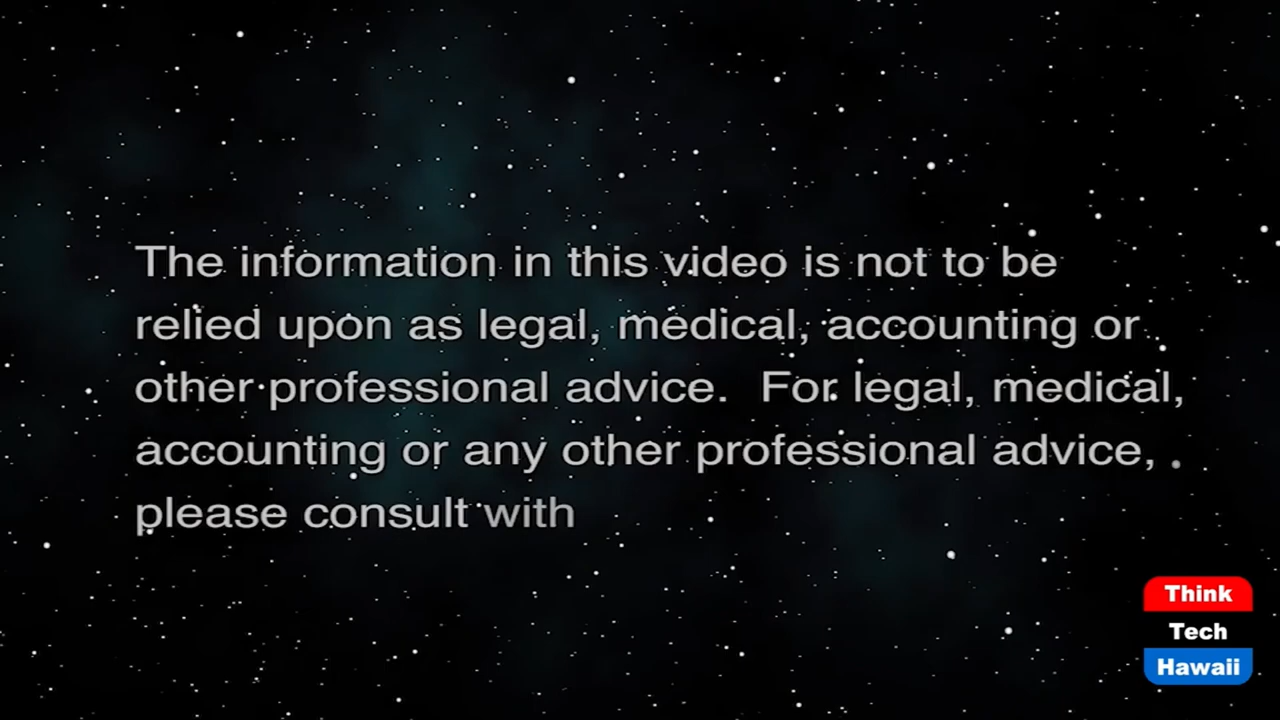 The information in this video is not to be
relied upon as legal, medical, accounting or
other professional advice.  For legal, medical,
accounting or any other professional advice,
please consult with
Think
Tech
Hawaii